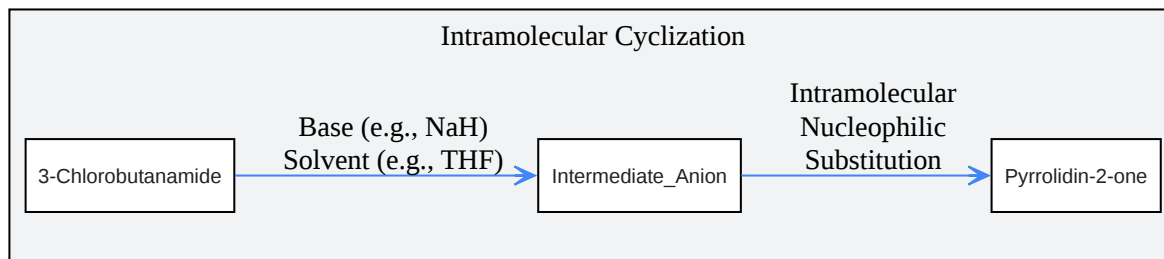 Intramolecular Cyclization
Base (e.g., NaH)
Solvent (e.g., THF)
Intramolecular
Nucleophilic
Substitution
3-Chlorobutanamide
Intermediate_Anion
Pyrrolidin-2-one